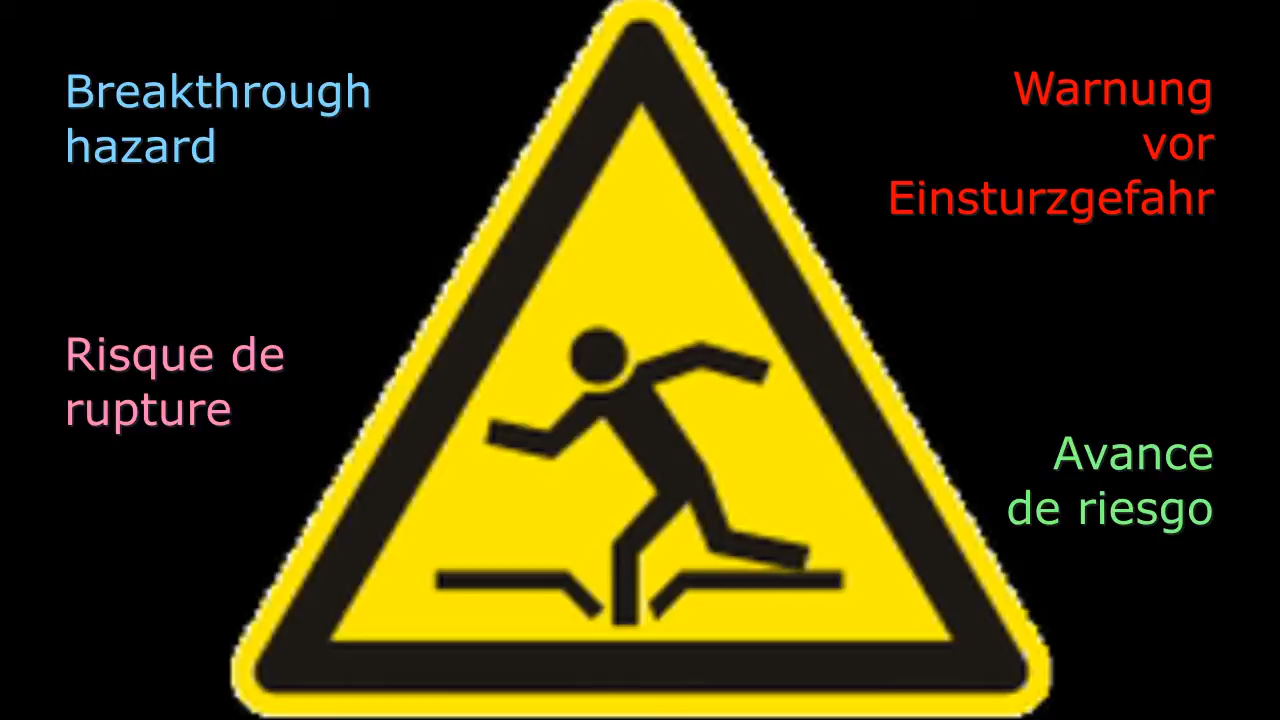 Breakthrough
hazard
Warnung
vor
Einsturzgefahr
Risque de
rupture
Avance
de riesgo